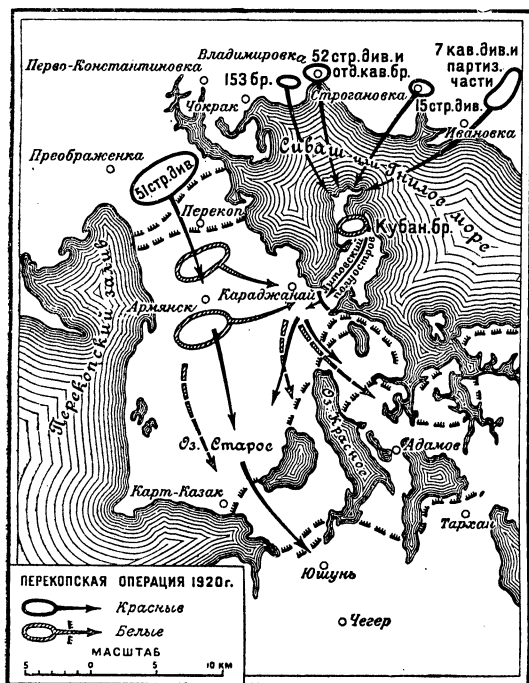 Владимировка
52 стр. див. и
отд. кав. бр.
7 кав. див. и
партиз.
части
Перво-Константиновка
153 бр.
Чокрак
Строгановка
15 стр. див.
Ивановка
Сиваш или Гнилое море
Преображенка
51 стр. див.
Перекоп
Кубан. бр.
Литовский
полуостров
Перекопский залив
Караджанай
Армянск
Оз. Старое
Оз. Красное
Адамов
Карт-Казак
Тархан
Юшунь
Чегер
ПЕРЕКОПСКАЯ ОПЕРАЦИЯ 1920 г.
Красные
Белые
МАСШТАБ
5 0 5 10 КМ